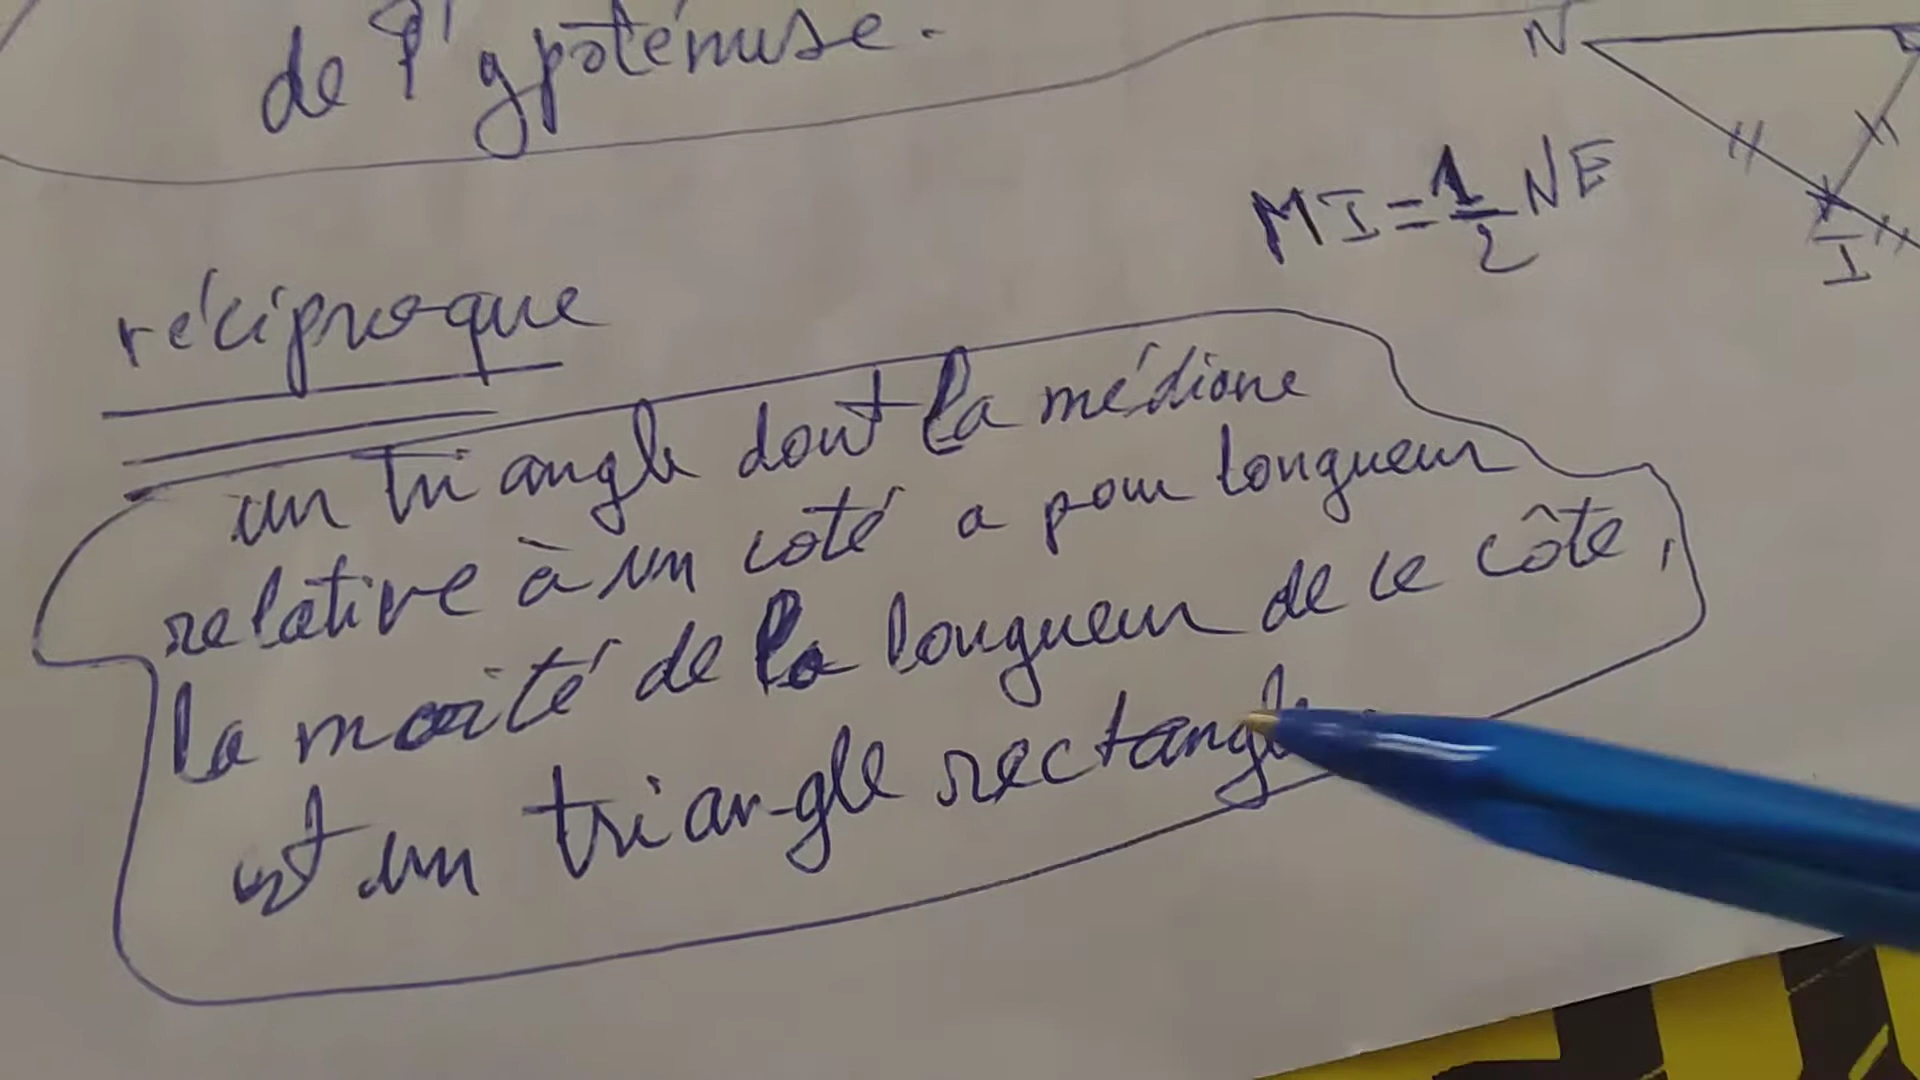 de l'ypoténuse.
N
MI = 1/2 NE
I
réciproque
un triangle dont la médiane
relative à un coté a pour longueur
la moitié de la longueur de ce côte,
est un triangle rectangle